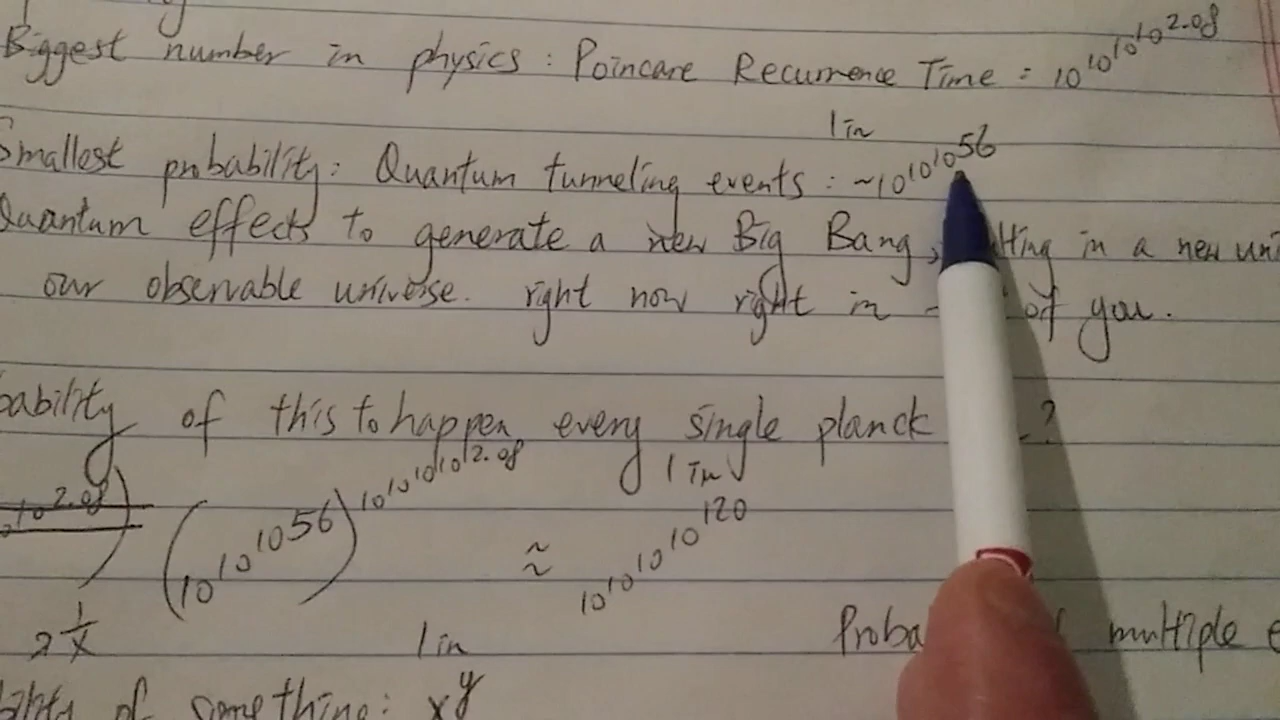 Biggest number in physics : Poincare Recurrence Time = 10^10^10^10^2.08
1 in
Smallest probability: Quantum tunneling events : ~10^10^10^56
Quantum effects to generate a new Big Bang, in a new
our observable universe. right now right in of you.
of this to happen every single planck ?
(10^10^10^56)^10^10^10^10^2.08 ≈ 1 in 10^10^10^10^120
1 in multiple
of something: x^y